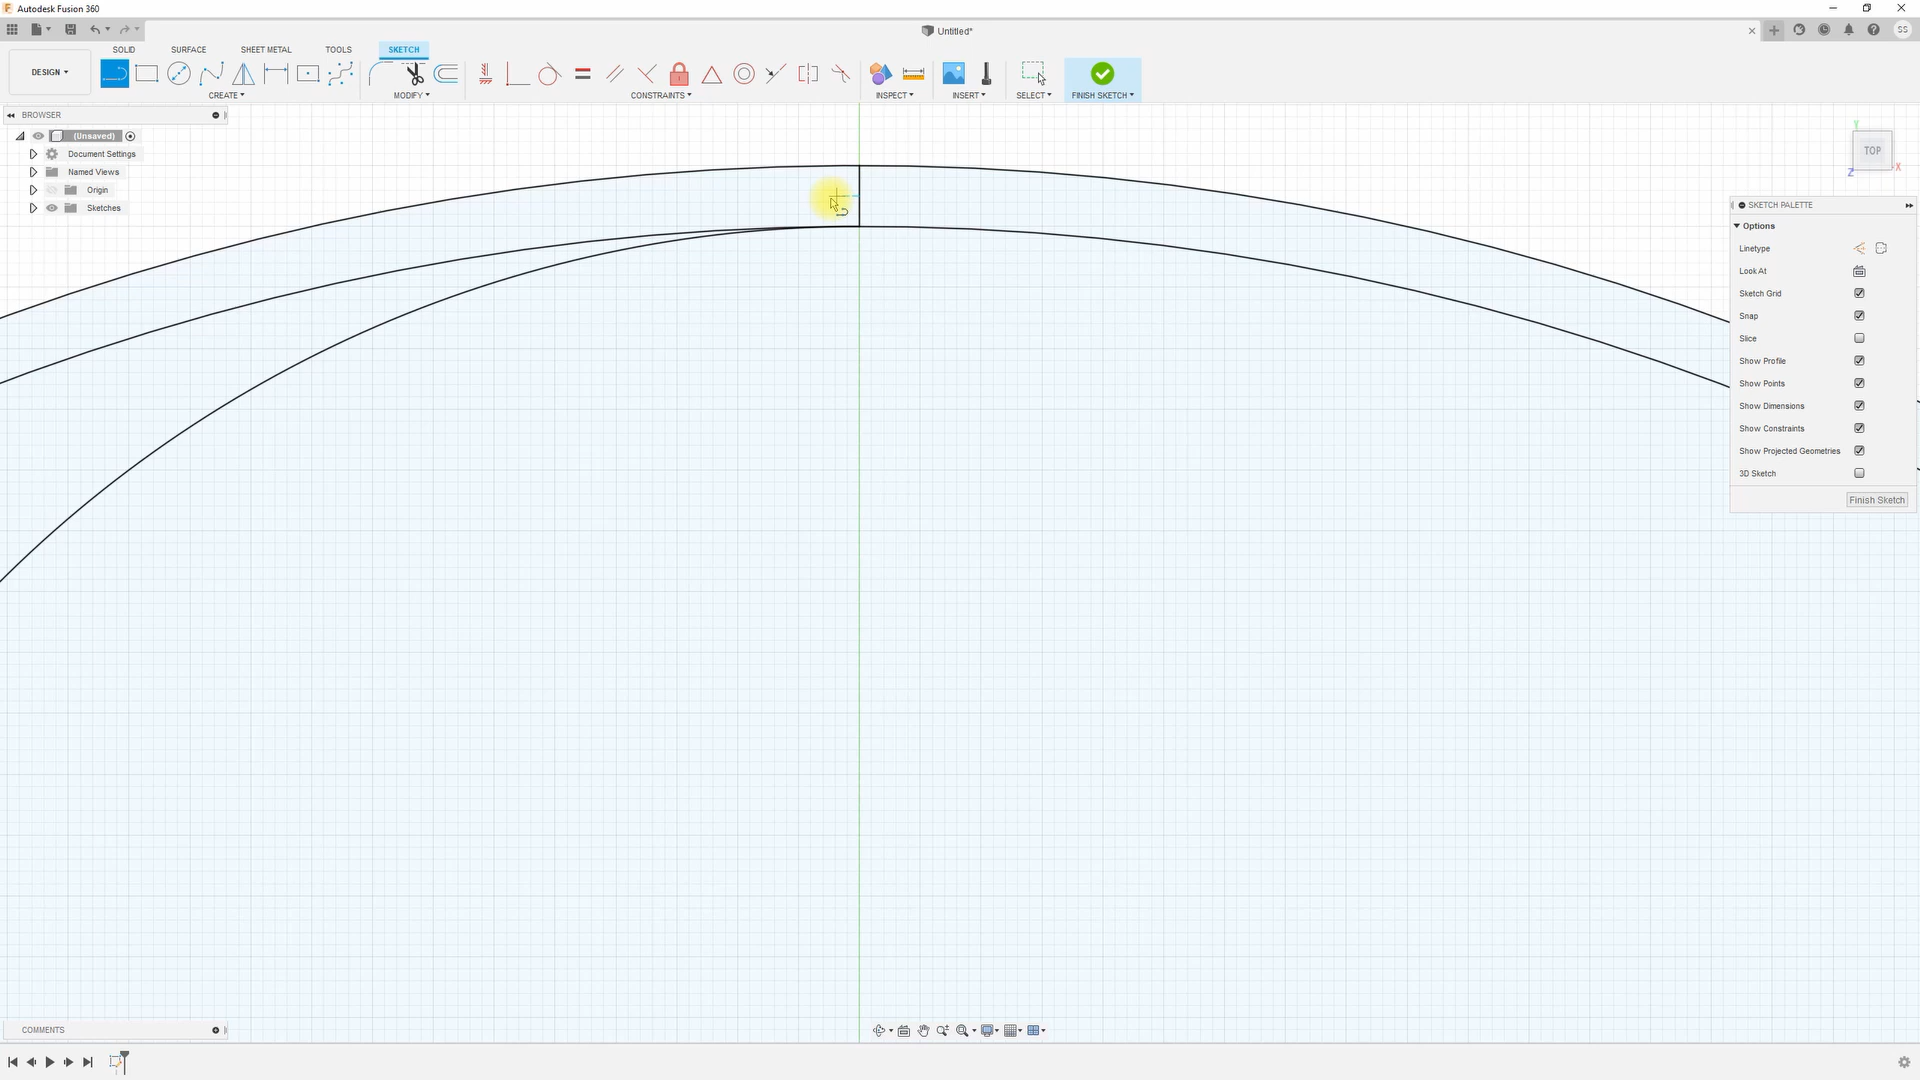 Autodesk Fusion 360
Untitled*
SS
SOLID SURFACE SHEET METAL TOOLS SKETCH
DESIGN
CREATE MODIFY CONSTRAINTS INSPECT INSERT SELECT FINISH SKETCH
BROWSER
(Unsaved)
Document Settings
Named Views
Origin
Sketches
Y
TOP
X
Z
SKETCH PALETTE
Options
Linetype
Look At
Sketch Grid
Snap
Slice
Show Profile
Show Points
Show Dimensions
Show Constraints
Show Projected Geometries
3D Sketch
Finish Sketch
COMMENTS